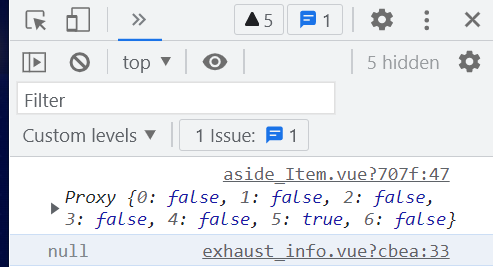 5 1
top 5 hidden
Filter
Custom levels 1 Issue: 1
aside_Item.vue?707f:47
Proxy {0: false, 1: false, 2: false,
3: false, 4: false, 5: true, 6: false}
null exhaust_info.vue?cbea:33